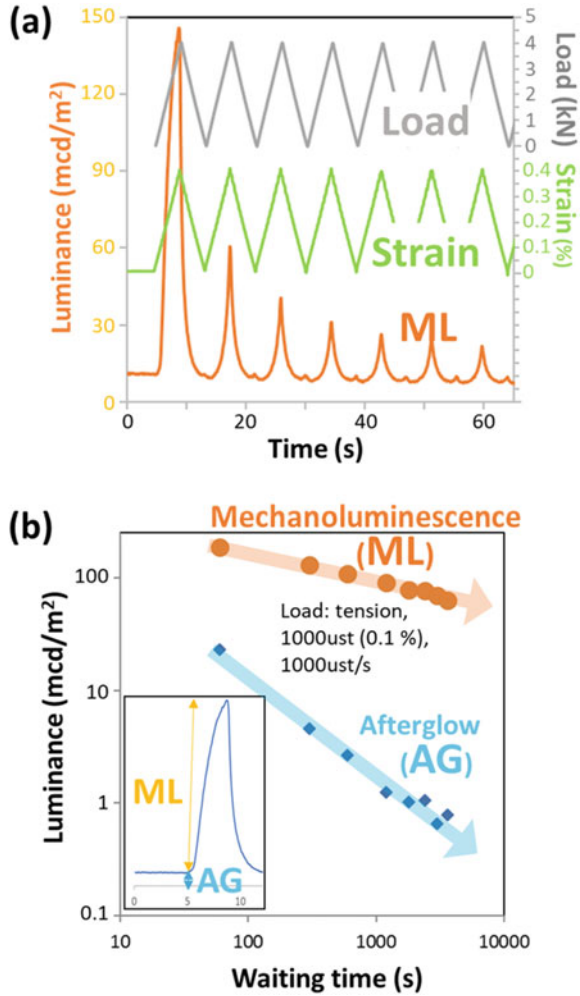 (a)
150
120
90
60
30
0
Luminance (mcd/m²)
5
4
3
2
1
0
Load (kN)
0.4
0.3
0.2
0.1
0
Strain (%)
Load
Strain
ML
0
20
40
60
Time (s)
(b)
Mechanoluminescence
(ML)
100
10
1
0.1
Luminance (mcd/m²)
Load: tension,
1000ust (0.1 %),
1000ust/s
Afterglow
(AG)
ML
AG
0
5
10
10
100
1000
10000
Waiting time (s)